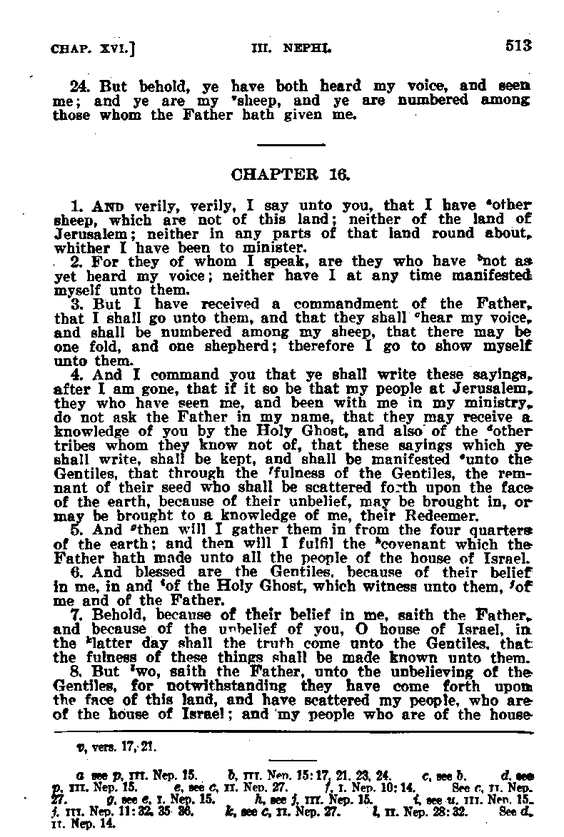 CHAP. XVI.] III. NEPHI. 513
24. But behold, ye have both heard my voice, and seen
me; and ye are my ᵛsheep, and ye are numbered among
those whom the Father hath given me.
CHAPTER 16.
1. AND verily, verily, I say unto you, that I have ᵃother
sheep, which are not of this land; neither of the land of
Jerusalem; neither in any parts of that land round about,
whither I have been to minister.
2. For they of whom I speak, are they who have ᵇnot as
yet heard my voice; neither have I at any time manifested
myself unto them.
3. But I have received a commandment of the Father,
that I shall go unto them, and that they shall ᶜhear my voice,
and shall be numbered among my sheep, that there may be
one fold, and one shepherd; therefore I go to show myself
unto them.
4. And I command you that ye shall write these sayings,
after I am gone, that if it so be that my people at Jerusalem,
they who have seen me, and been with me in my ministry,
do not ask the Father in my name, that they may receive a
knowledge of you by the Holy Ghost, and also of the ᵈother
tribes whom they know not of, that these sayings which ye
shall write, shall be kept, and shall be manifested ᵉunto the
Gentiles, that through the ᶠfulness of the Gentiles, the rem-
nant of their seed who shall be scattered forth upon the face
of the earth, because of their unbelief, may be brought in, or
may be brought to a knowledge of me, their Redeemer.
5. And ᵍthen will I gather them in from the four quarters
of the earth; and then will I fulfil the ʰcovenant which the
Father hath made unto all the people of the house of Israel.
6. And blessed are the Gentiles, because of their belief
in me, in and ⁱof the Holy Ghost, which witness unto them, ʲof
me and of the Father.
7. Behold, because of their belief in me, saith the Father,
and because of the unbelief of you, O house of Israel, in
the ᵏlatter day shall the truth come unto the Gentiles, that
the fulness of these things shall be made known unto them.
8. But ˡwo, saith the Father, unto the unbelieving of the
Gentiles, for notwithstanding they have come forth upon
the face of this land, and have scattered my people, who are
of the house of Israel; and my people who are of the house
v, vers. 17, 21.
a see p, III. Nep. 15. b, III. Nep. 15:17, 21, 23, 24. c, see b. d, see
p, III. Nep. 15. e, see c, II. Nep. 27. f, I. Nep. 10:14. See c, II. Nep.
27. g, see e, I. Nep. 15. h, see j, III. Nep. 15. i, see u, III. Nep. 15.
j, III. Nep. 11:32, 35, 36. k, see c, II. Nep. 27. l, II. Nep. 28:32. See d,
II. Nep. 14.